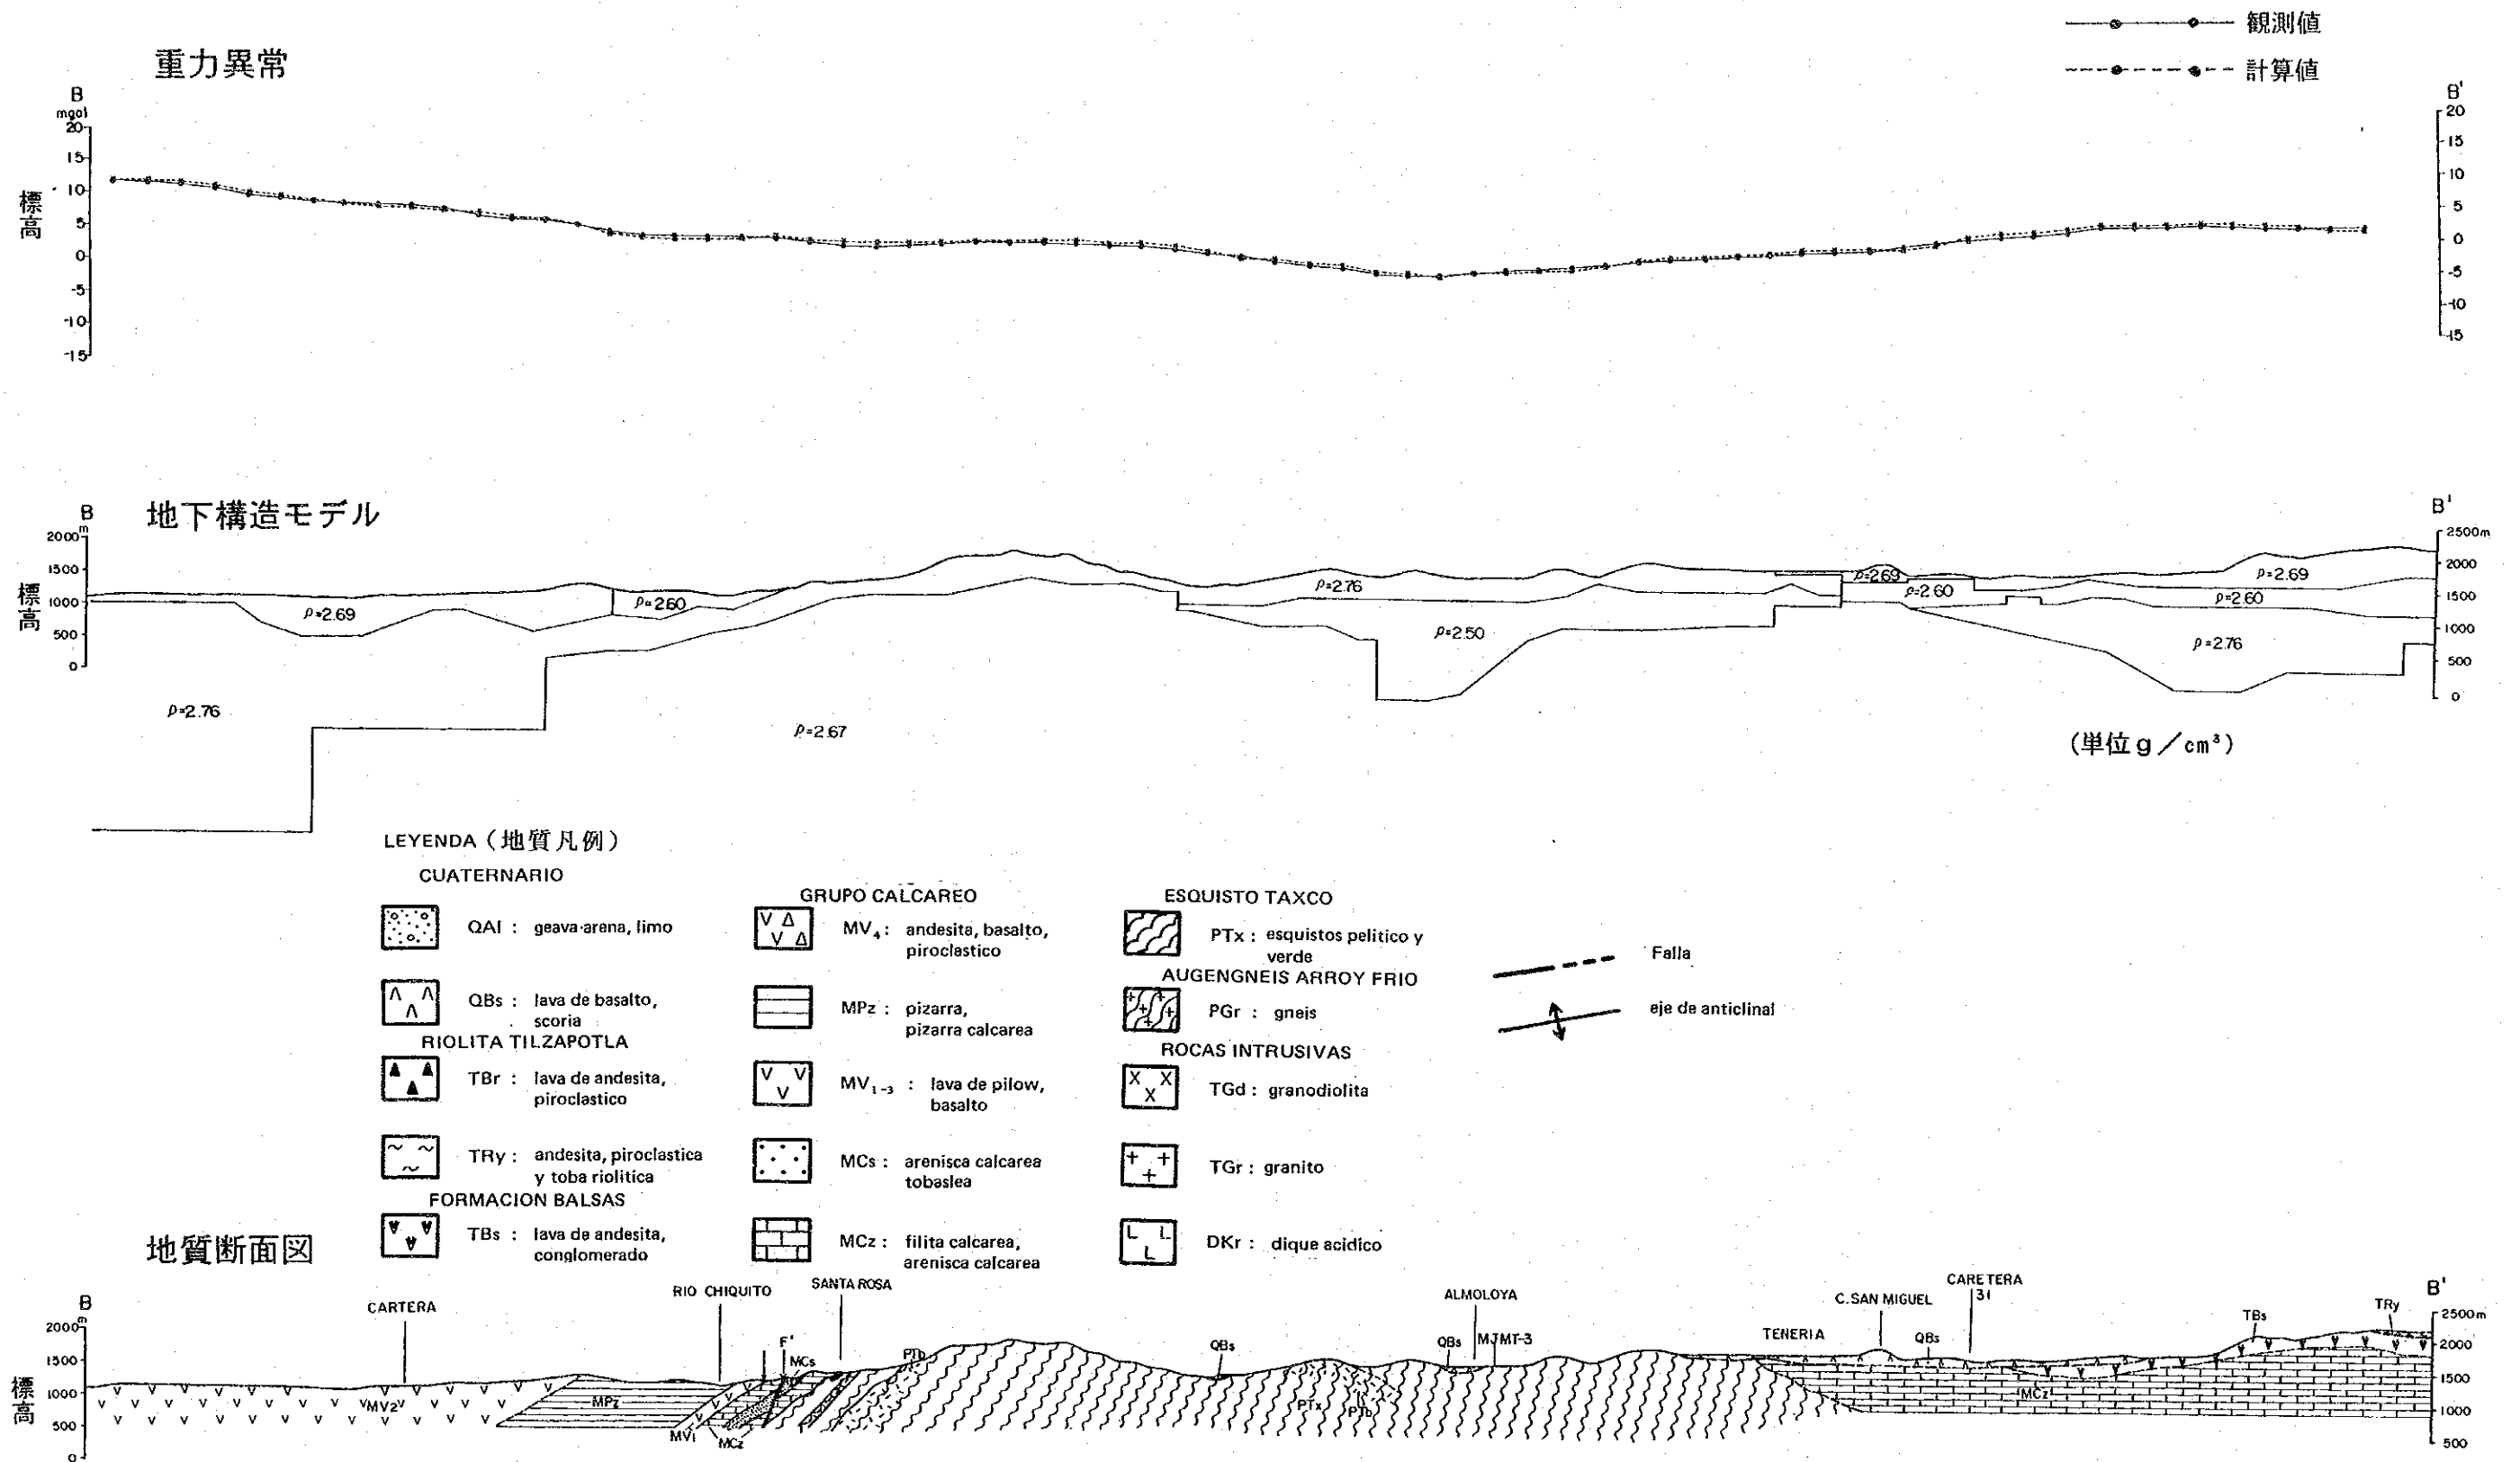 観測値
計算値
重力異常
B
mgal
20
15
10
5
0
-5
-10
-15
標高
B'
20
15
10
5
0
-5
-10
-15
地下構造モデル
B
m
2000
1500
1000
500
0
標高
B'
2500m
2000
1500
1000
500
0
ρ=2.69
ρ=2.60
ρ=2.76
ρ=2.69
ρ=2.60
ρ=2.69
ρ=2.60
ρ=2.50
ρ=2.76
ρ=2.76
ρ=2.67
(単位g/cm³)
LEYENDA(地質凡例)
CUATERNARIO
QAl : geava-arena, limo
QBs : lava de basalto,
scoria
RIOLITA TILZAPOTLA
TBr : lava de andesita,
piroclastico
TRy : andesita, piroclastica
y toba riolitica
FORMACION BALSAS
TBs : lava de andesita,
conglomerado
GRUPO CALCAREO
MV₄ : andesita, basalto,
piroclastico
MPz : pizarra,
pizarra calcarea
MV₁₋₃ : lava de pilow,
basalto
MCs : arenisca calcarea
tobaslea
MCz : filita calcarea,
arenisca calcarea
ESQUISTO TAXCO
PTx : esquistos pelitico y
verde
AUGENGNEIS ARROY FRIO
PGr : gneis
ROCAS INTRUSIVAS
TGd : granodiolita
TGr : granito
DKr : dique acidico
Falla
eje de anticlinal
地質断面図
B
2000m
1500
1000
500
0
標高
CARTERA
RIO CHIQUITO
SANTA ROSA
F'
MCs
PTb
QBs
ALMOLOYA
QBs
MJMT-3
TENERIA
C. SAN MIGUEL
QBs
CARETERA
31
TBs
TRy
B'
2500m
2000
1500
1000
500
MV2
MPz
MV1
MCz
PTx
PTb
MCz